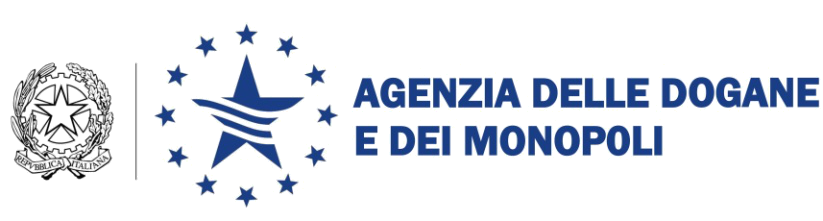 REPVBBLICA ITALIANA
AGENZIA DELLE DOGANE
E DEI MONOPOLI